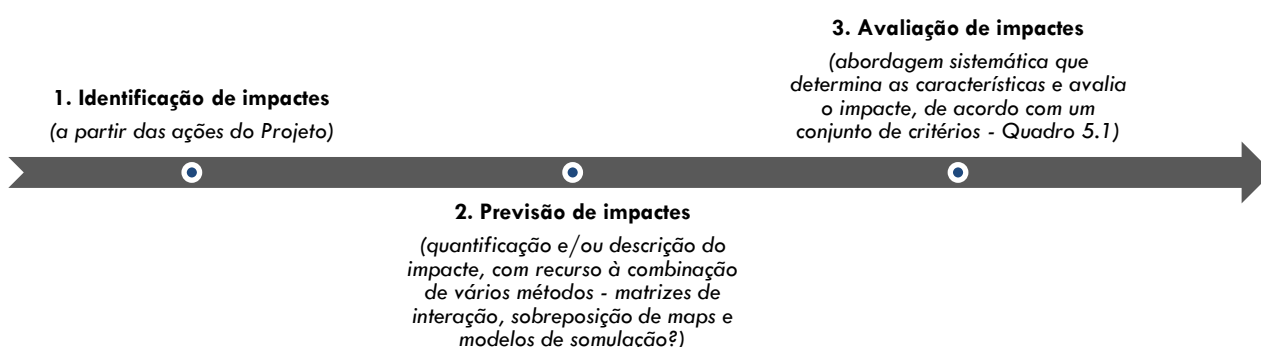 1. Identificação de impactes
(a partir das ações do Projeto)
2. Previsão de impactes
(quantificação e/ou descrição do
impacte, com recurso à combinação
de vários métodos - matrizes de
interação, sobreposição de maps e
modelos de somulação?)
3. Avaliação de impactes
(abordagem sistemática que
determina as características e avalia
o impacte, de acordo com um
conjunto de critérios - Quadro 5.1)